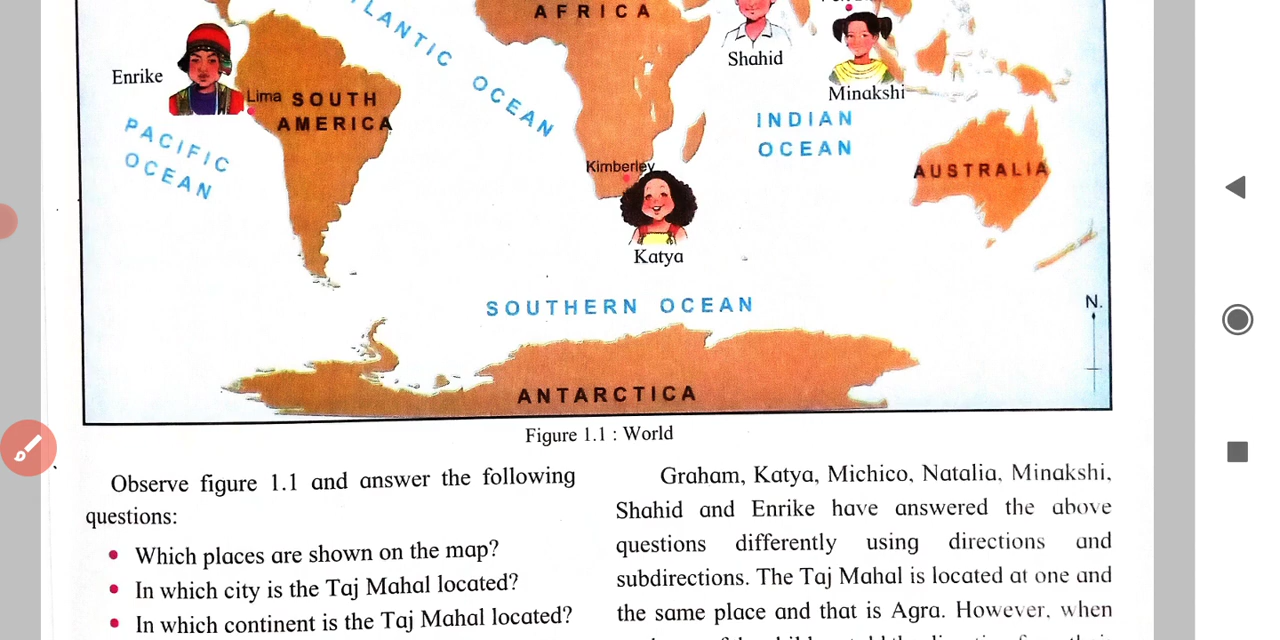 AFRICA
ATLANTIC OCEAN
Shahid
Enrike
Minakshi
Lima SOUTH
AMERICA
PACIFIC
OCEAN
INDIAN
OCEAN
Kimberley
AUSTRALIA
Katya
SOUTHERN OCEAN
N.
ANTARCTICA
Figure 1.1 : World
Observe figure 1.1 and answer the following
questions:
• Which places are shown on the map?
• In which city is the Taj Mahal located?
• In which continent is the Taj Mahal located?
Graham, Katya, Michico, Natalia, Minakshi,
Shahid and Enrike have answered the above
questions differently using directions and
subdirections. The Taj Mahal is located at one and
the same place and that is Agra. However, when